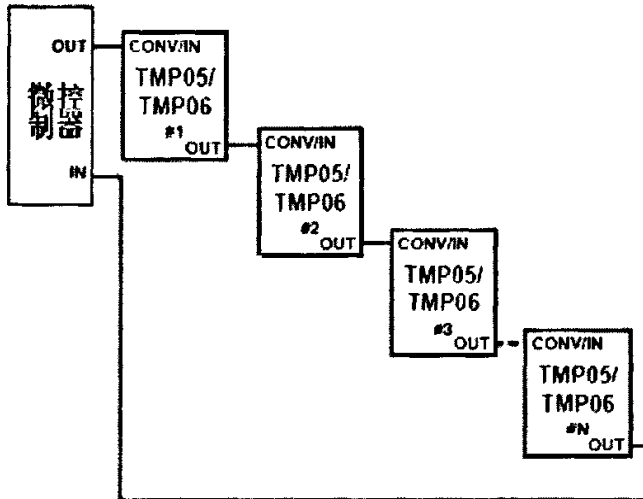 OUT
微控
制器
IN
CONV/IN
TMP05/
TMP06
#1
OUT
CONV/IN
TMP05/
TMP06
#2
OUT
CONV/IN
TMP05/
TMP06
#3
OUT
CONV/IN
TMP05/
TMP06
#N
OUT